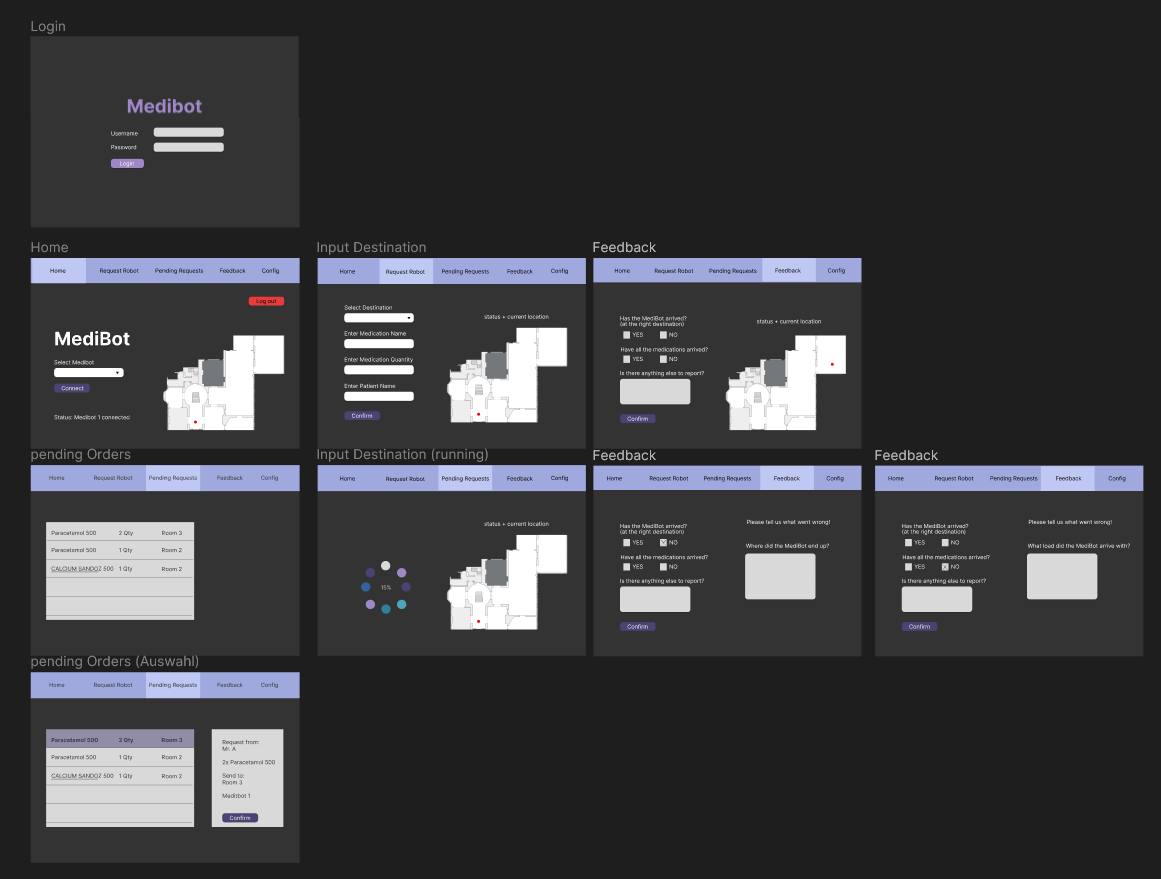 Login
Medibot
Username
Password
Login
Home
Home Request Robot Pending Requests Feedback Config
Log out
MediBot
Select Medibot
Connect
Status: Medibot 1 connected
Input Destination
Home Request Robot Pending Requests Feedback Config
Select Destination
Enter Medication Name
Enter Medication Quantity
Enter Patient Name
Confirm
status + current location
Feedback
Home Request Robot Pending Requests Feedback Config
Has the MediBot arrived?
(at the right destination)
YES NO
Have all the medications arrived?
YES NO
Is there anything else to report?
Confirm
status + current location
pending Orders
Home Request Robot Pending Requests Feedback Config
Paracetamol 500 2 Qty Room 3
Paracetamol 500 1 Qty Room 2
CALCIUM SANDOZ 500 1 Qty Room 2
Input Destination (running)
Home Request Robot Pending Requests Feedback Config
15%
status + current location
Feedback
Home Request Robot Pending Requests Feedback Config
Has the MediBot arrived?
(at the right destination)
YES NO
Have all the medications arrived?
YES NO
Is there anything else to report?
Confirm
Please tell us what went wrong!
Where did the MediBot end up?
Feedback
Home Request Robot Pending Requests Feedback Config
Has the MediBot arrived?
(at the right destination)
YES NO
Have all the medications arrived?
YES NO
Is there anything else to report?
Confirm
Please tell us what went wrong!
What load did the MediBot arrive with?
pending Orders (Auswahl)
Home Request Robot Pending Requests Feedback Config
Paracetamol 500 2 Qty Room 3
Paracetamol 500 1 Qty Room 2
CALCIUM SANDOZ 500 1 Qty Room 2
Request from:
Mr. A
2x Paracetamol 500
Send to:
Room 3
Meditbot 1
Confirm